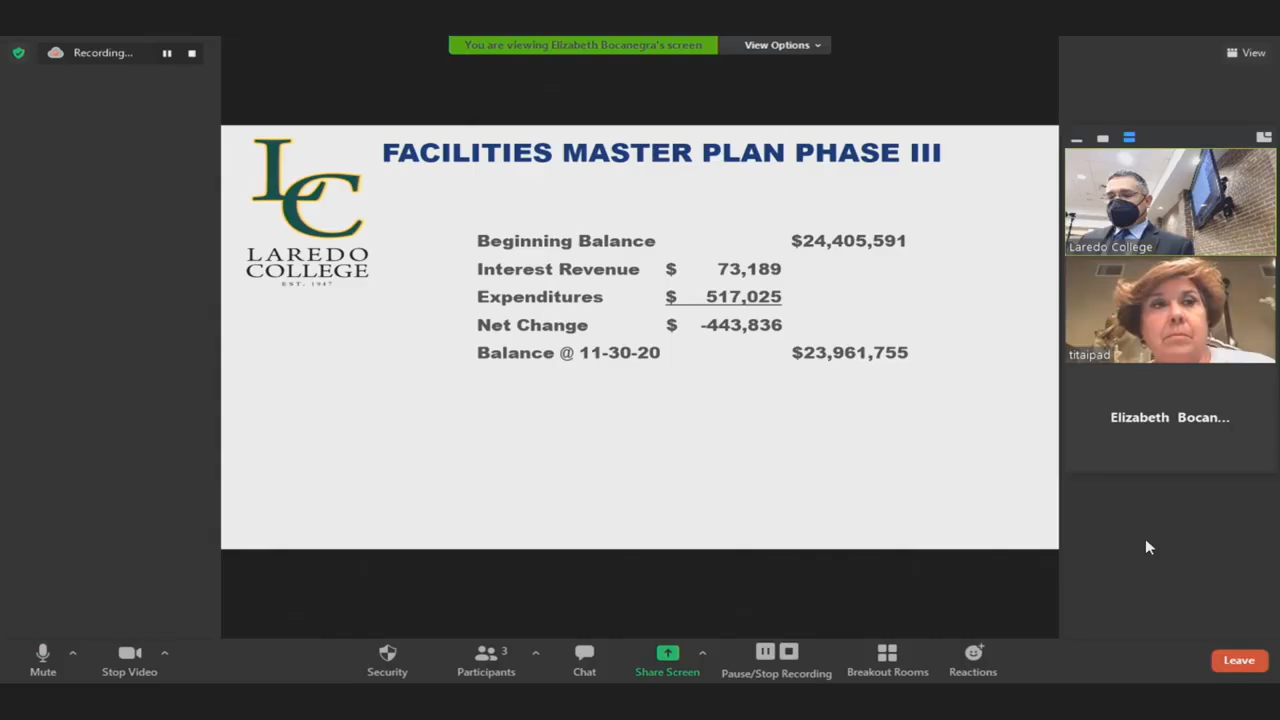 You are viewing Elizabeth Bocanegra's screen
View Options
Recording...
View
LC
LAREDO
COLLEGE
EST. 1947
FACILITIES MASTER PLAN PHASE III
Beginning Balance $24,405,591
Interest Revenue $ 73,189
Expenditures $ 517,025
Net Change $ -443,836
Balance @ 11-30-20 $23,961,755
Laredo College
titaipad
Elizabeth Bocan...
Mute
Stop Video
Security
Participants 3
Chat
Share Screen
Pause/Stop Recording
Breakout Rooms
Reactions
Leave